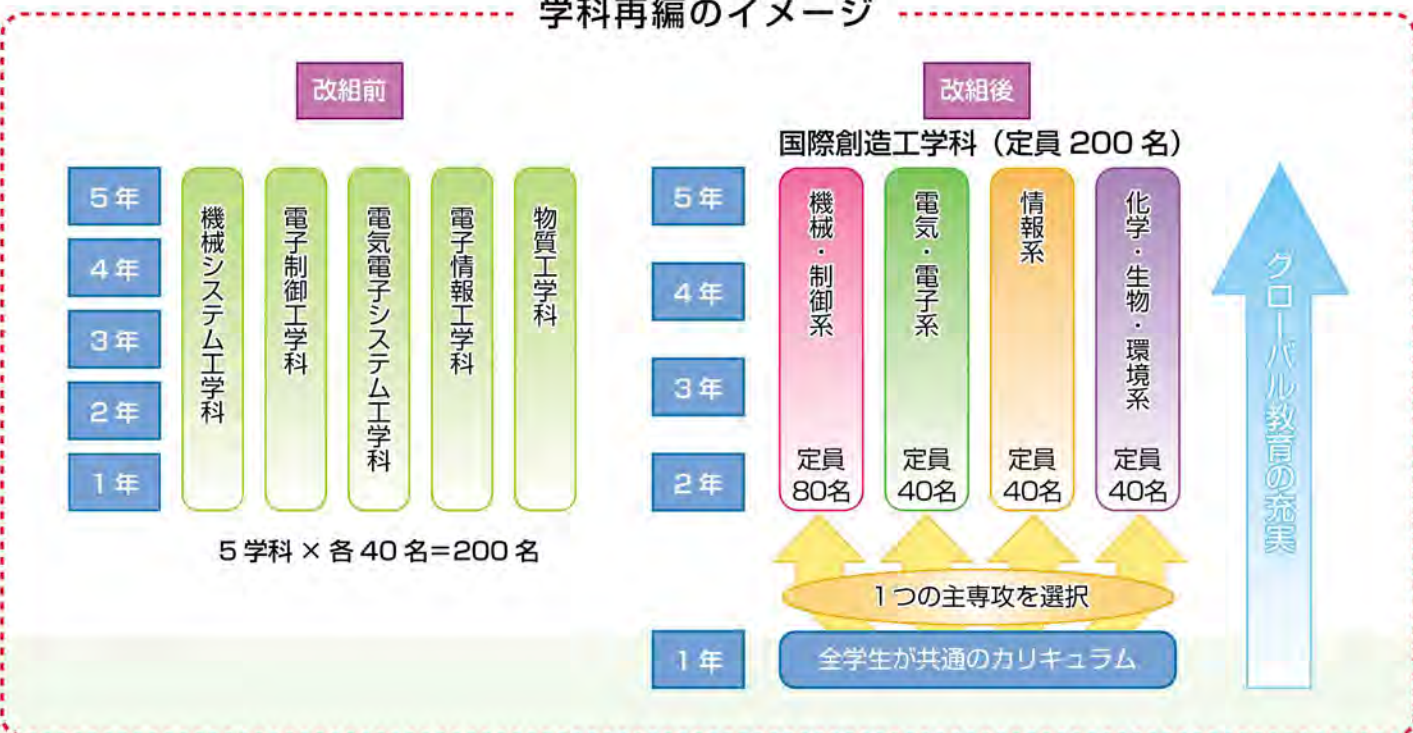 学科再編のイメージ
改組前
5年
4年
3年
2年
1年
機械システム工学科
電子制御工学科
電気電子システム工学科
電子情報工学科
物質工学科
5学科×各40名=200名
改組後
国際創造工学科（定員 200 名）
5年
4年
3年
2年
機械・制御系
定員
80名
電気・電子系
定員
40名
情報系
定員
40名
化学・生物・環境系
定員
40名
1つの主専攻を選択
1年
全学生が共通のカリキュラム
グローバル教育の充実